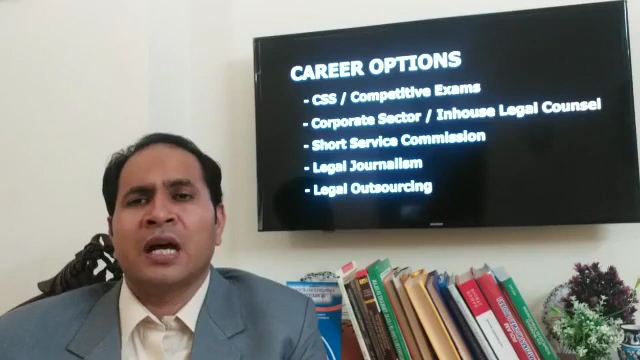 CAREER OPTIONS
- CSS / Competitive Exams
- Corporate Sector / Inhouse Legal Counsel
- Short Service Commission
- Legal Journalism
- Legal Outsourcing